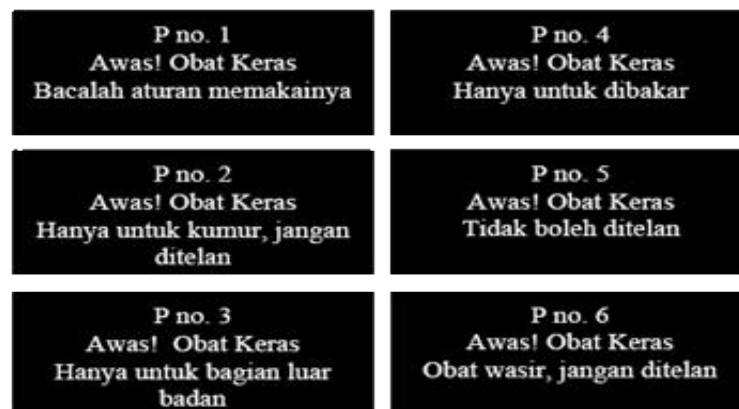 P no. 1
Awas! Obat Keras
Bacalah aturan memakainya
P no. 2
Awas! Obat Keras
Hanya untuk kumur, jangan
ditelan
P no. 3
Awas! Obat Keras
Hanya untuk bagian luar
badan
P no. 4
Awas! Obat Keras
Hanya untuk dibakar
P no. 5
Awas! Obat Keras
Tidak boleh ditelan
P no. 6
Awas! Obat Keras
Obat wasir, jangan ditelan